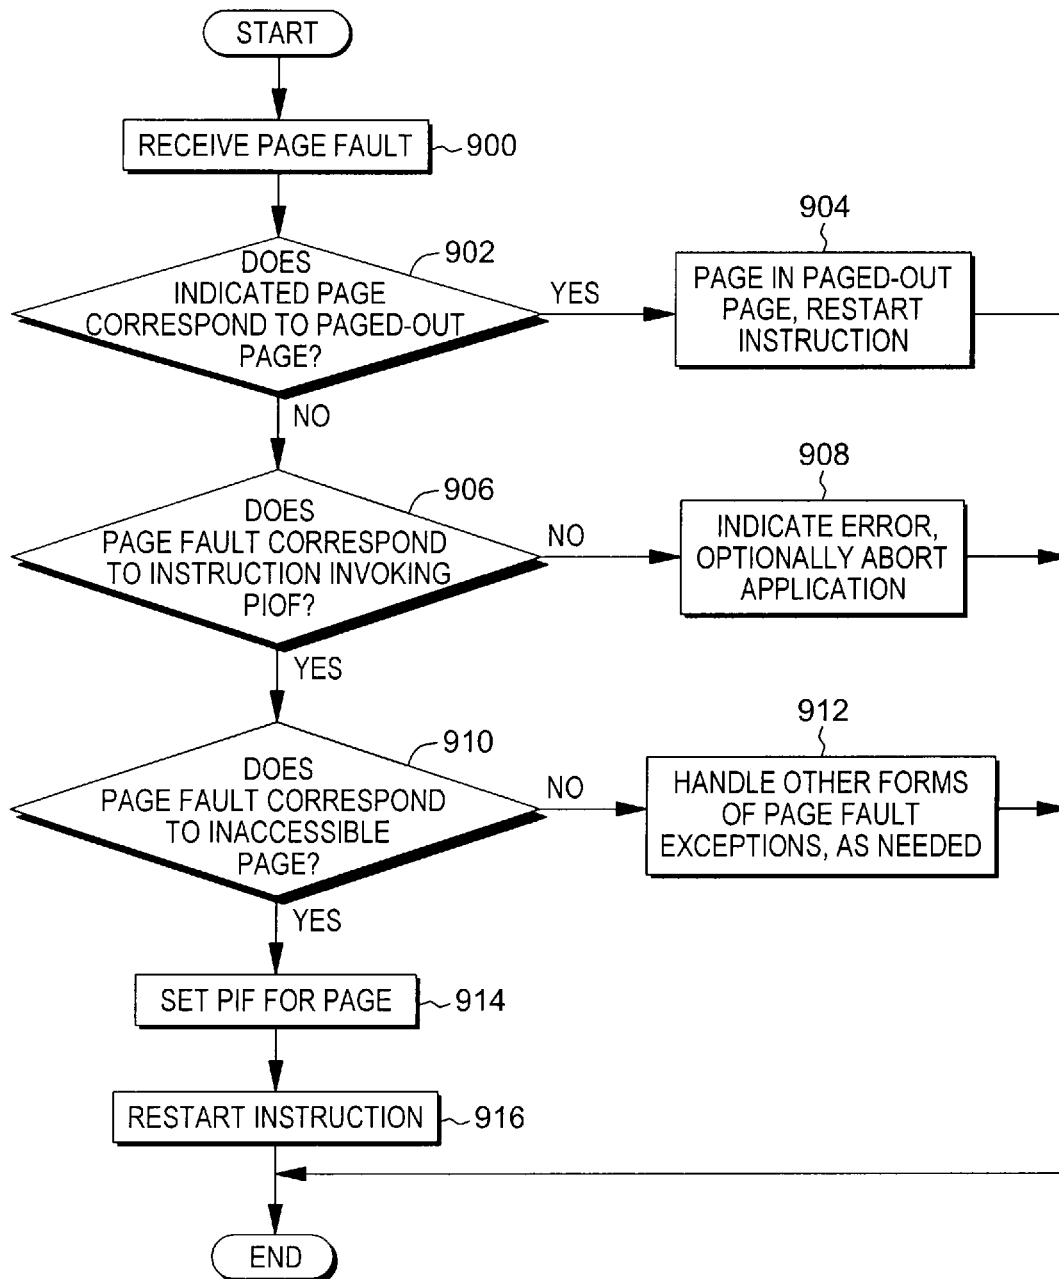 START
RECEIVE PAGE FAULT
900
DOES
INDICATED PAGE
CORRESPOND TO PAGED-OUT
PAGE?
902
YES
904
PAGE IN PAGED-OUT
PAGE, RESTART
INSTRUCTION
NO
DOES
PAGE FAULT CORRESPOND
TO INSTRUCTION INVOKING
PIOF?
906
NO
908
INDICATE ERROR,
OPTIONALLY ABORT
APPLICATION
YES
DOES
PAGE FAULT CORRESPOND
TO INACCESSIBLE
PAGE?
910
NO
912
HANDLE OTHER FORMS
OF PAGE FAULT
EXCEPTIONS, AS NEEDED
YES
SET PIF FOR PAGE
914
RESTART INSTRUCTION
916
END